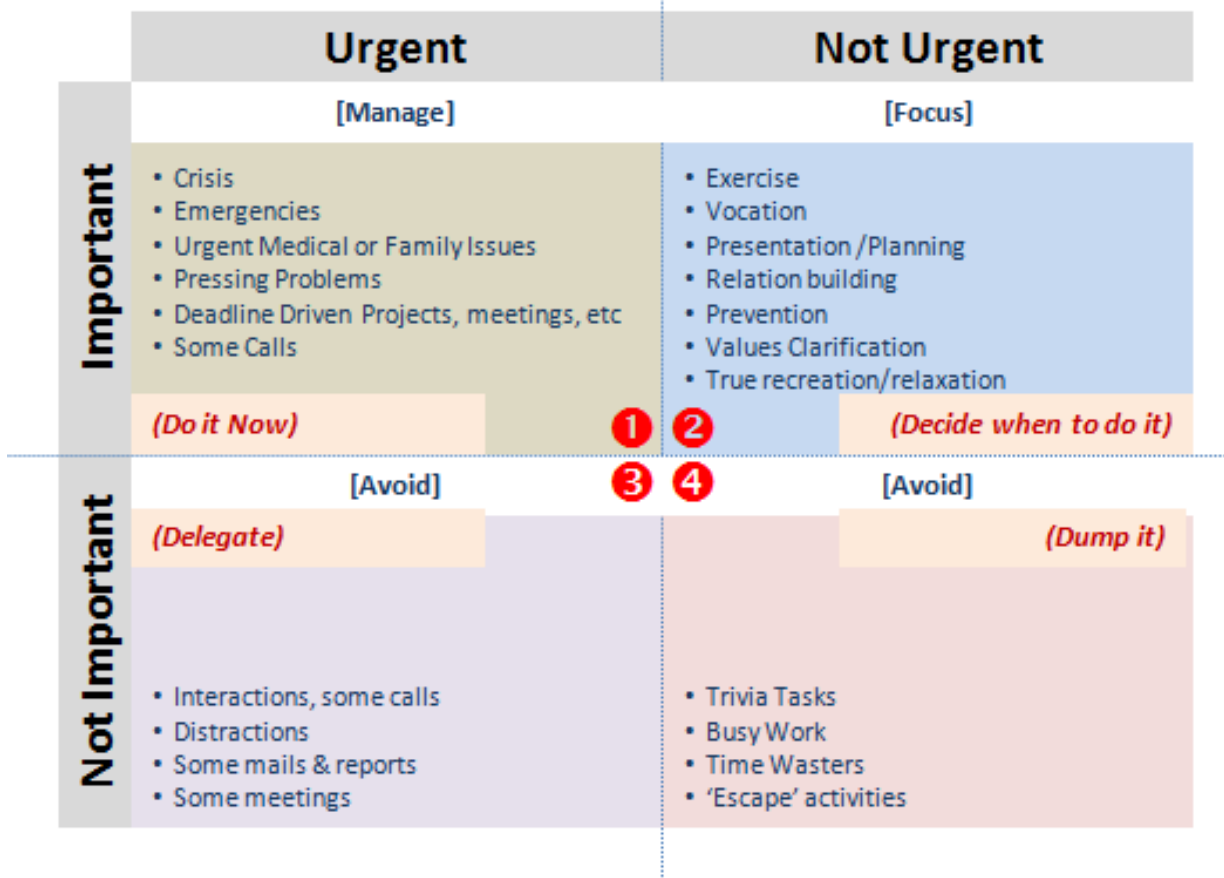 Urgent
Not Urgent
Important
[Manage]
• Crisis
• Emergencies
• Urgent Medical or Family Issues
• Pressing Problems
• Deadline Driven Projects, meetings, etc
• Some Calls
(Do it Now)
1
[Focus]
• Exercise
• Vocation
• Presentation /Planning
• Relation building
• Prevention
• Values Clarification
• True recreation/relaxation
2
(Decide when to do it)
Not Important
[Avoid]
3
(Delegate)
• Interactions, some calls
• Distractions
• Some mails & reports
• Some meetings
4
[Avoid]
(Dump it)
• Trivia Tasks
• Busy Work
• Time Wasters
• ‘Escape’ activities